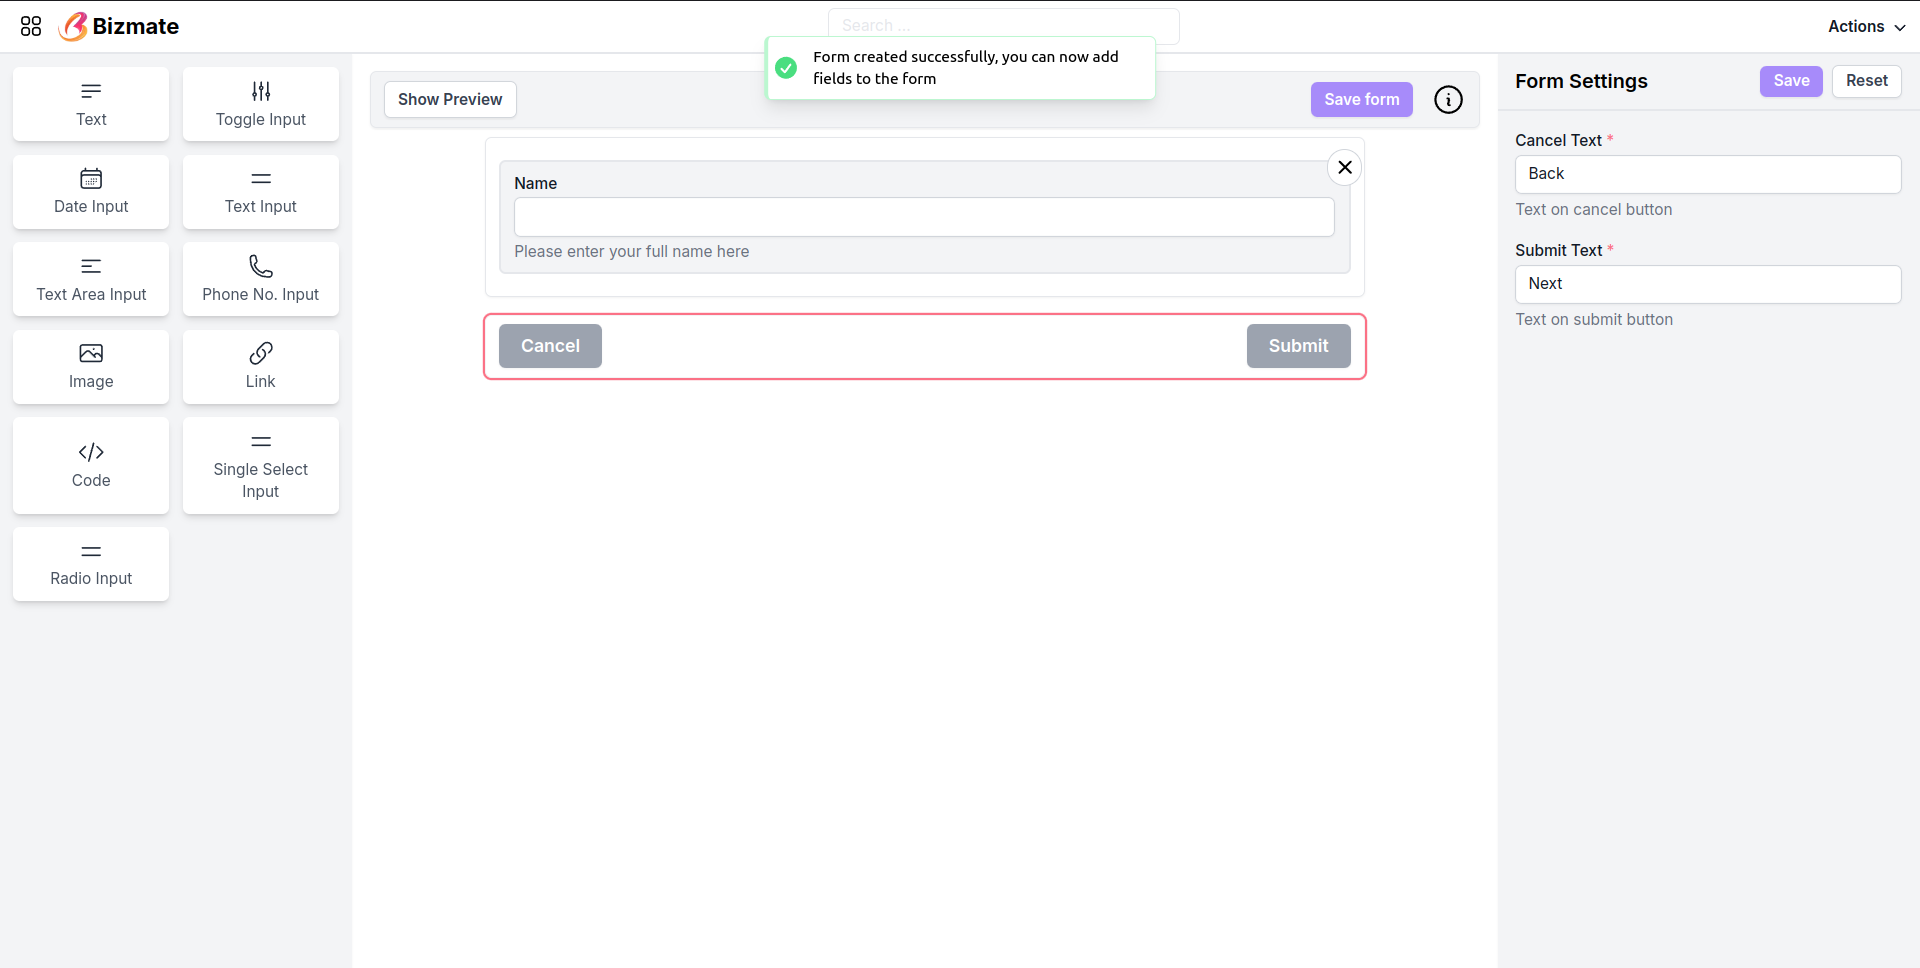 Bizmate
Search ...
Actions
Form created successfully, you can now add
fields to the form
Text
Toggle Input
Date Input
Text Input
Text Area Input
Phone No. Input
Image
Link
Code
Single Select
Input
Radio Input
Show Preview
Save form
Name
Please enter your full name here
Cancel
Submit
Form Settings
Save
Reset
Cancel Text *
Back
Text on cancel button
Submit Text *
Next
Text on submit button